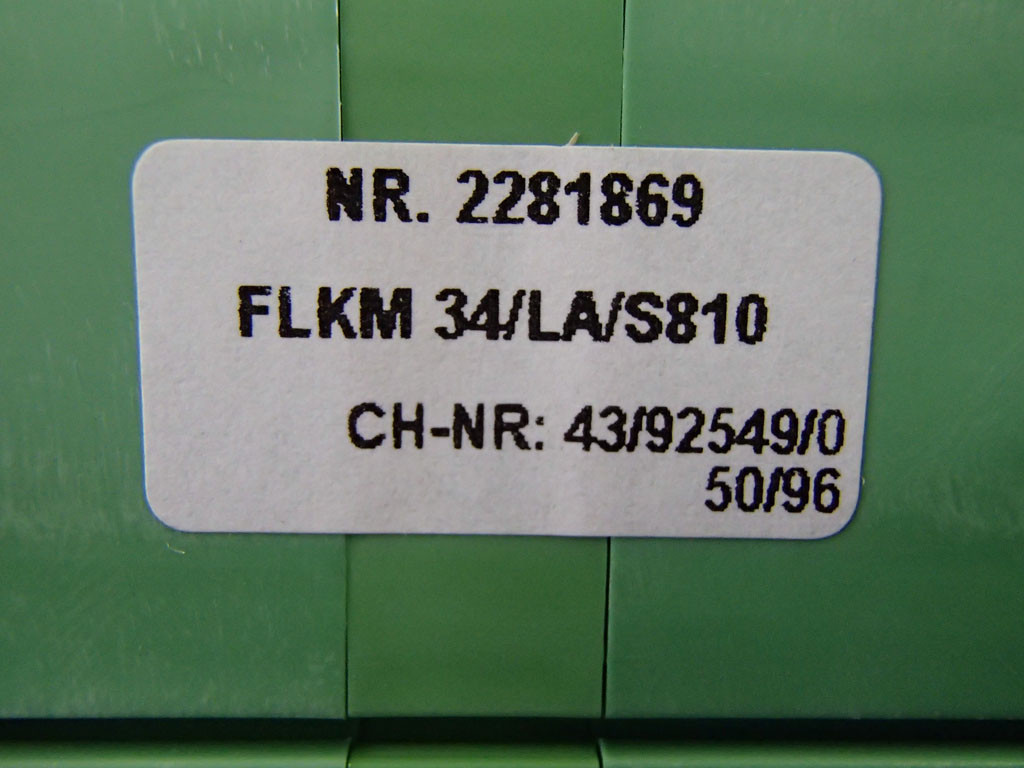 NR. 2281869
FLKM 34/LA/S810
CH-NR: 43/92549/0
50/96